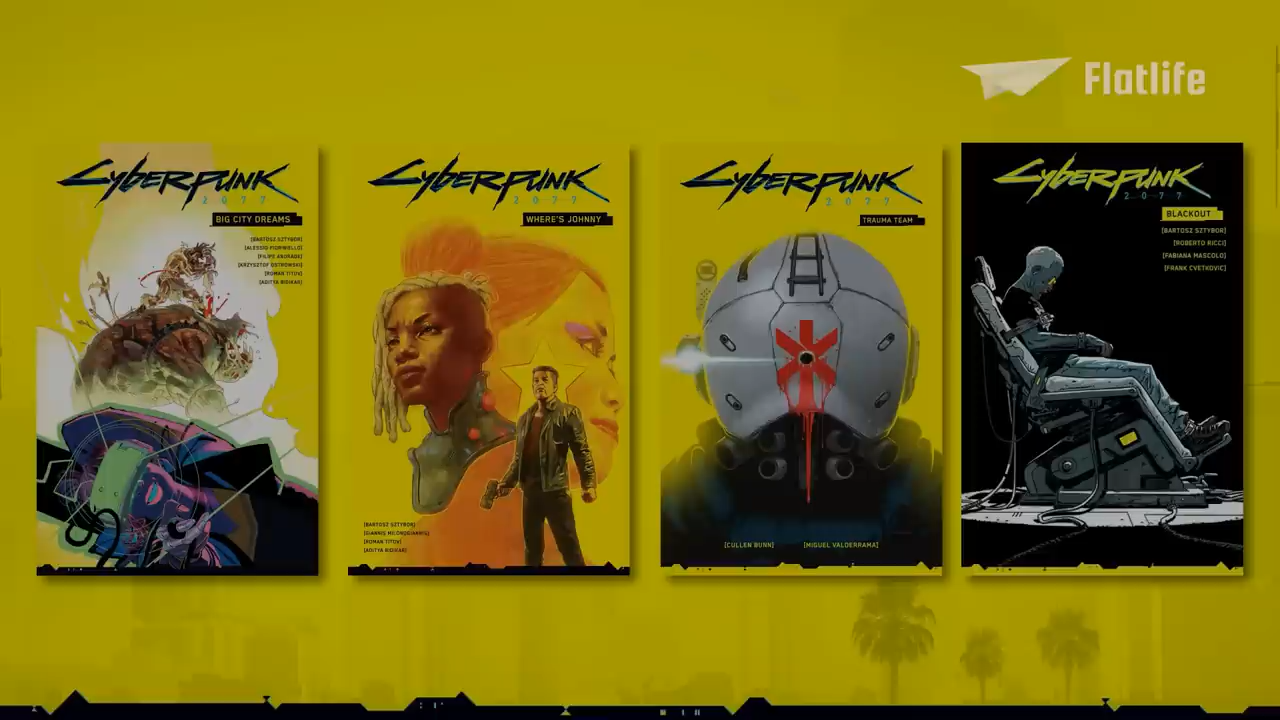 Flatlife
CYBERPUNK
2077
BIG CITY DREAMS
[BARTOSZ SZTYBOR]
[ALESSIO FIORINIELLO]
[FILIPE ANDRADE]
[KRZYSZTOF OSTROWSKI]
[ROMAN TITOV]
[ADITYA BIDIKAR]
CYBERPUNK
2077
WHERE'S JOHNNY
[BARTOSZ SZTYBOR]
[ROMAN TITOV]
[ADITYA BIDIKAR]
CYBERPUNK
2077
TRAUMA TEAM
[CULLEN BUNN]
[MIGUEL VALDERRAMA]
CYBERPUNK
2077
BLACKOUT
[BARTOSZ SZTYBOR]
[ROBERTO RICCI]
[FABIANA MASCOLO]
[FRANK CVETKOVIC]